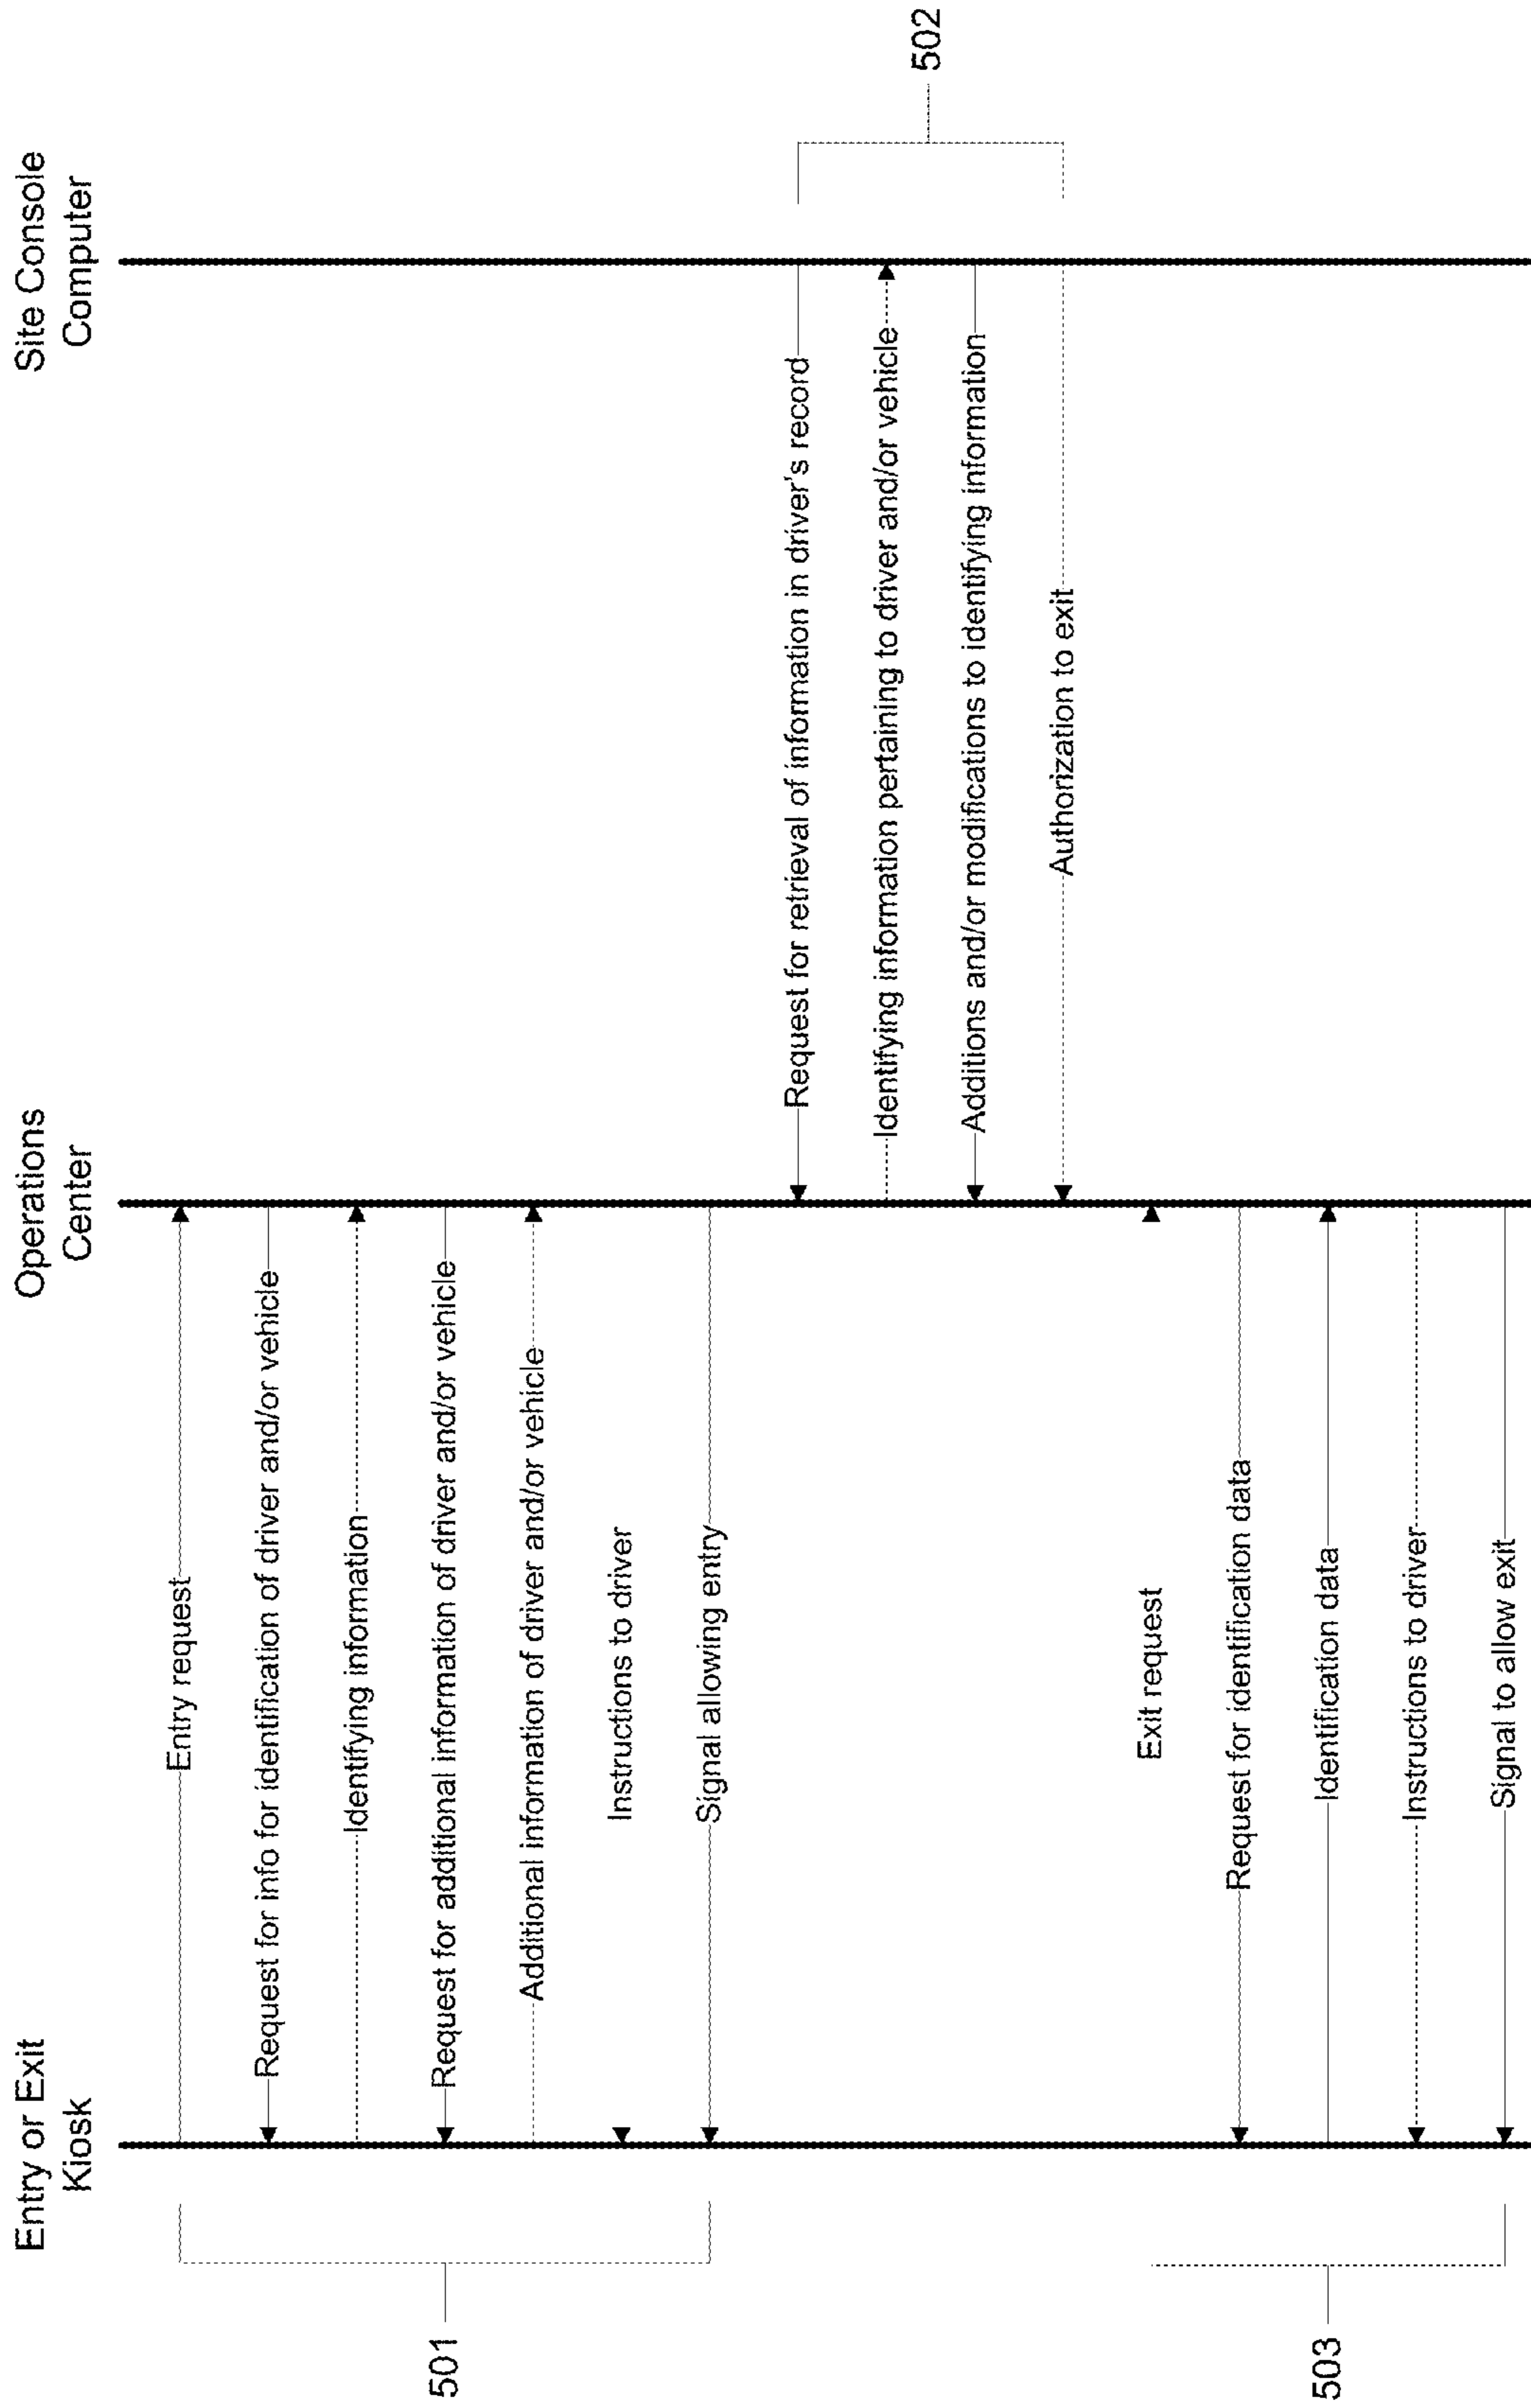 Entry or Exit
Kiosk
Operations
Center
Site Console
Computer
Entry request
Request for info for identification of driver and/or vehicle
Identifying information
Request for additional information of driver and/or vehicle
501
Additional information of driver and/or vehicle
Instructions to driver
Signal allowing entry
Request for retrieval of information in driver's record
Identifying information pertaining to driver and/or vehicle
502
Additions and/or modifications to identifying information
Authorization to exit
Exit request
Request for identification data
Identification data
503
Instructions to driver
Signal to allow exit